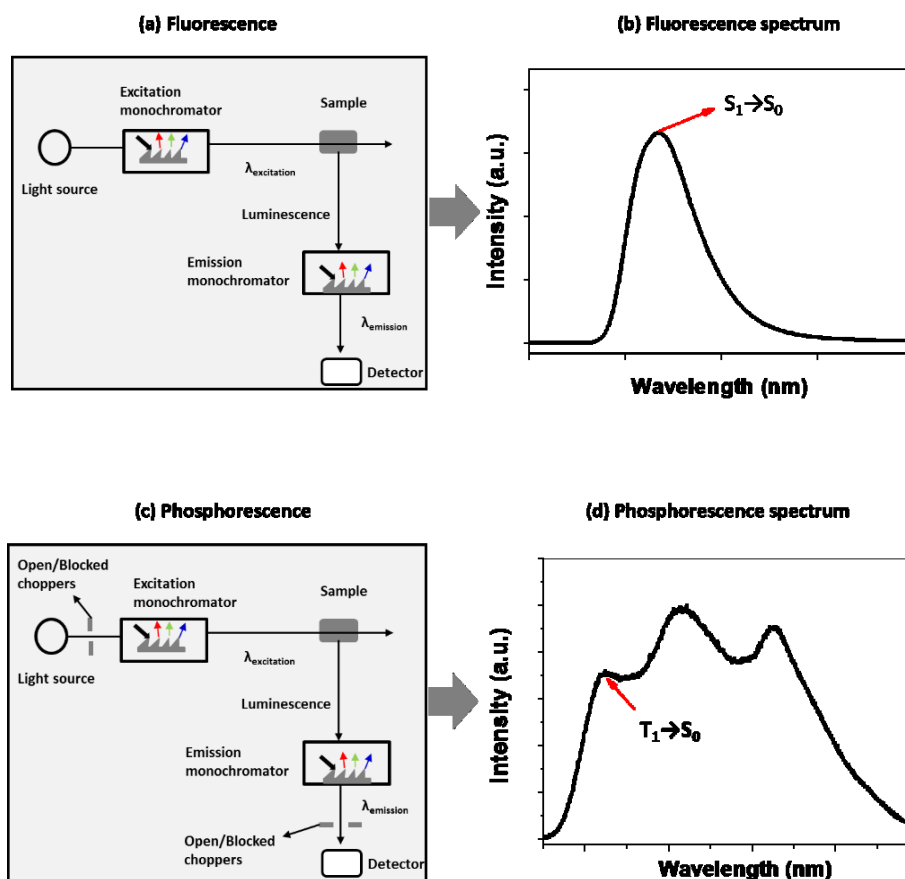 (a) Fluorescence
Excitation
monochromator
Sample
Light source
λexcitation
Luminescence
Emission
monochromator
λemission
Detector
(b) Fluorescence spectrum
S1→S0
Intensity (a.u.)
Wavelength (nm)
(c) Phosphorescence
Open/Blocked
choppers
Excitation
monochromator
Sample
Light source
λexcitation
Luminescence
Emission
monochromator
λemission
Open/Blocked
choppers
Detector
(d) Phosphorescence spectrum
T1→S0
Intensity (a.u.)
Wavelength (nm)